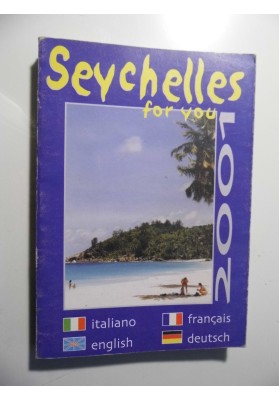 Seychelles
for you
2001
italiano
français
english
deutsch